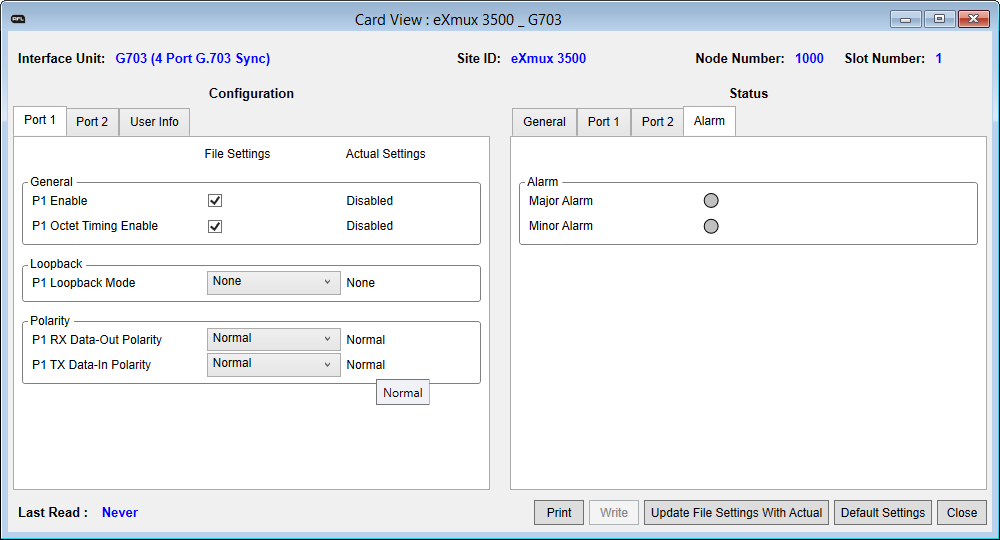 RFL
Card View : eXmux 3500 _ G703
Interface Unit: G703 (4 Port G.703 Sync) Site ID: eXmux 3500 Node Number: 1000 Slot Number: 1
Configuration
Port 1 Port 2 User Info
File Settings Actual Settings
General
P1 Enable Disabled
P1 Octet Timing Enable Disabled
Loopback
P1 Loopback Mode None None
Polarity
P1 RX Data-Out Polarity Normal Normal
P1 TX Data-In Polarity Normal Normal
Normal
Status
General Port 1 Port 2 Alarm
Alarm
Major Alarm
Minor Alarm
Last Read : Never
Print Write Update File Settings With Actual Default Settings Close